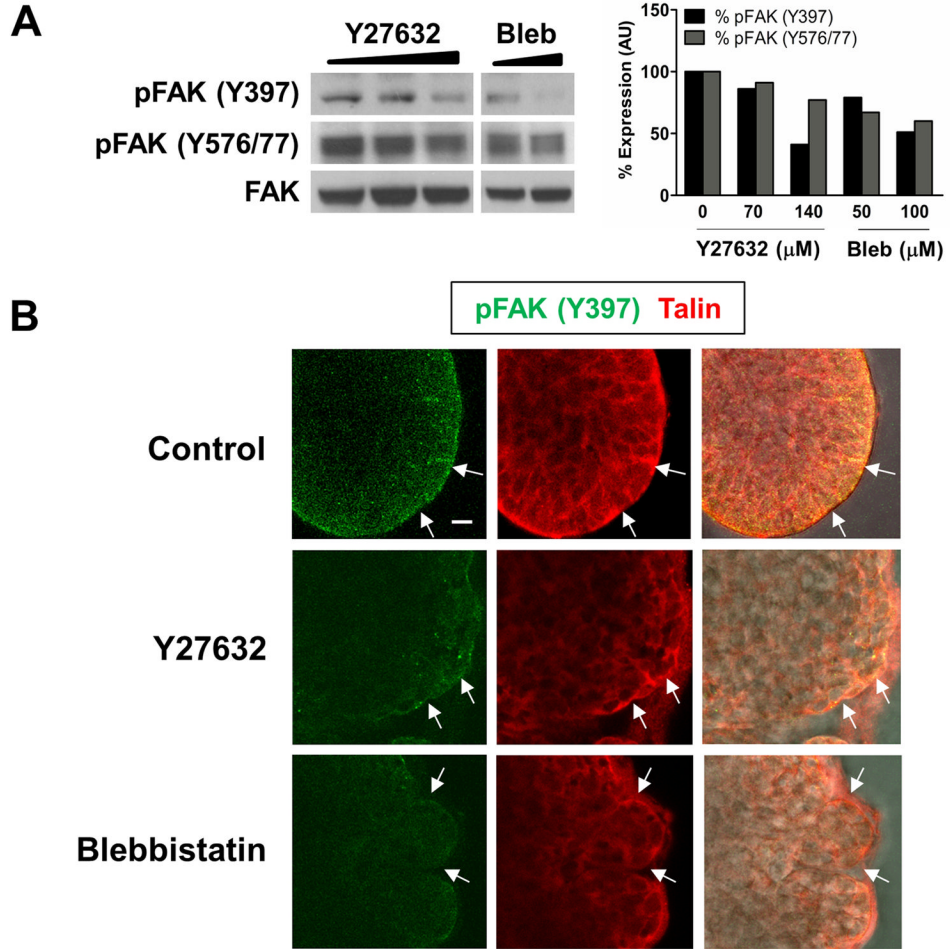 A
Y27632
Bleb
pFAK (Y397)
pFAK (Y576/77)
FAK
% Expression (AU)
150
100
50
0
% pFAK (Y397)
% pFAK (Y576/77)
0 70 140 50 100
Y27632 (μM) Bleb (μM)
B
pFAK (Y397) Talin
Control
Y27632
Blebbistatin